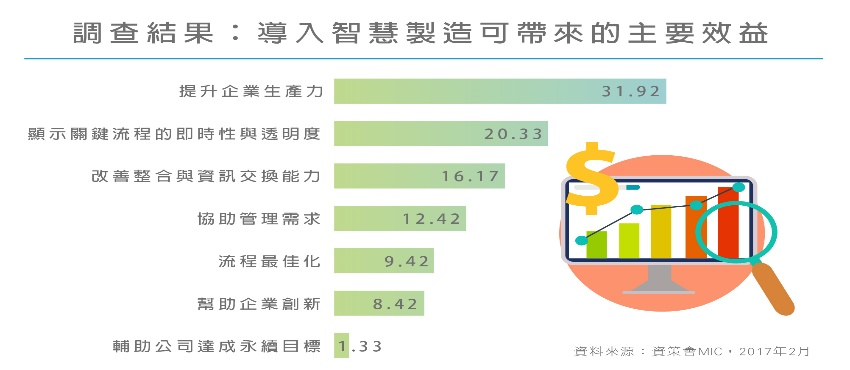 調查結果：導入智慧製造可帶來的主要效益
提升企業生產力 31.92
顯示關鍵流程的即時性與透明度 20.33
改善整合與資訊交換能力 16.17
協助管理需求 12.42
流程最佳化 9.42
幫助企業創新 8.42
輔助公司達成永續目標 1.33
$
資料來源：資策會MIC，2017年2月